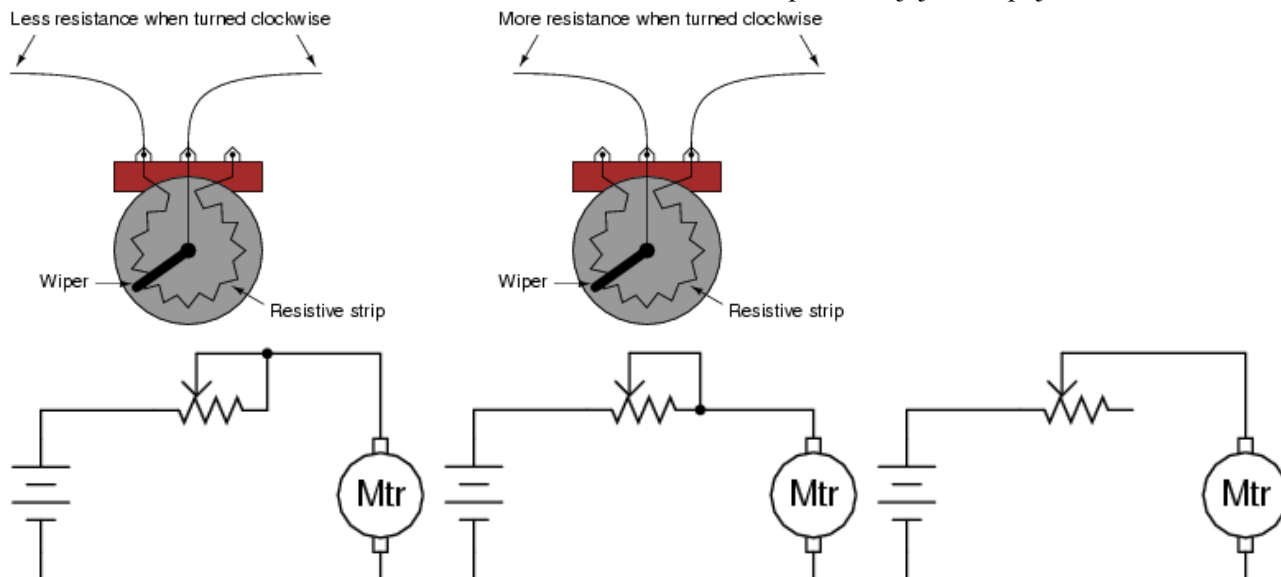 Less resistance when turned clockwise
More resistance when turned clockwise
Wiper
Resistive strip
Wiper
Resistive strip
Mtr
Mtr
Mtr